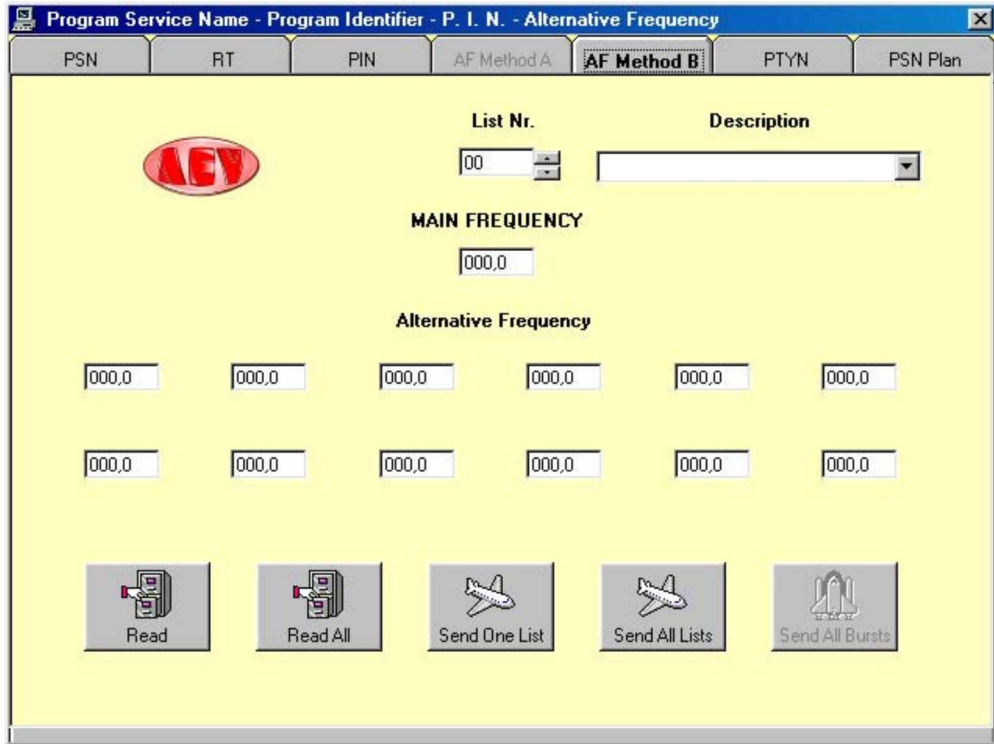 Program Service Name - Program Identifier - P. I. N. - Alternative Frequency
PSN RT PIN AF Method A AF Method B PTYN PSN Plan
List Nr. Description
AEV
00
MAIN FREQUENCY
000,0
Alternative Frequency
000,0 000,0 000,0 000,0 000,0 000,0
000,0 000,0 000,0 000,0 000,0 000,0
Read Read All Send One List Send All Lists Send All Bursts